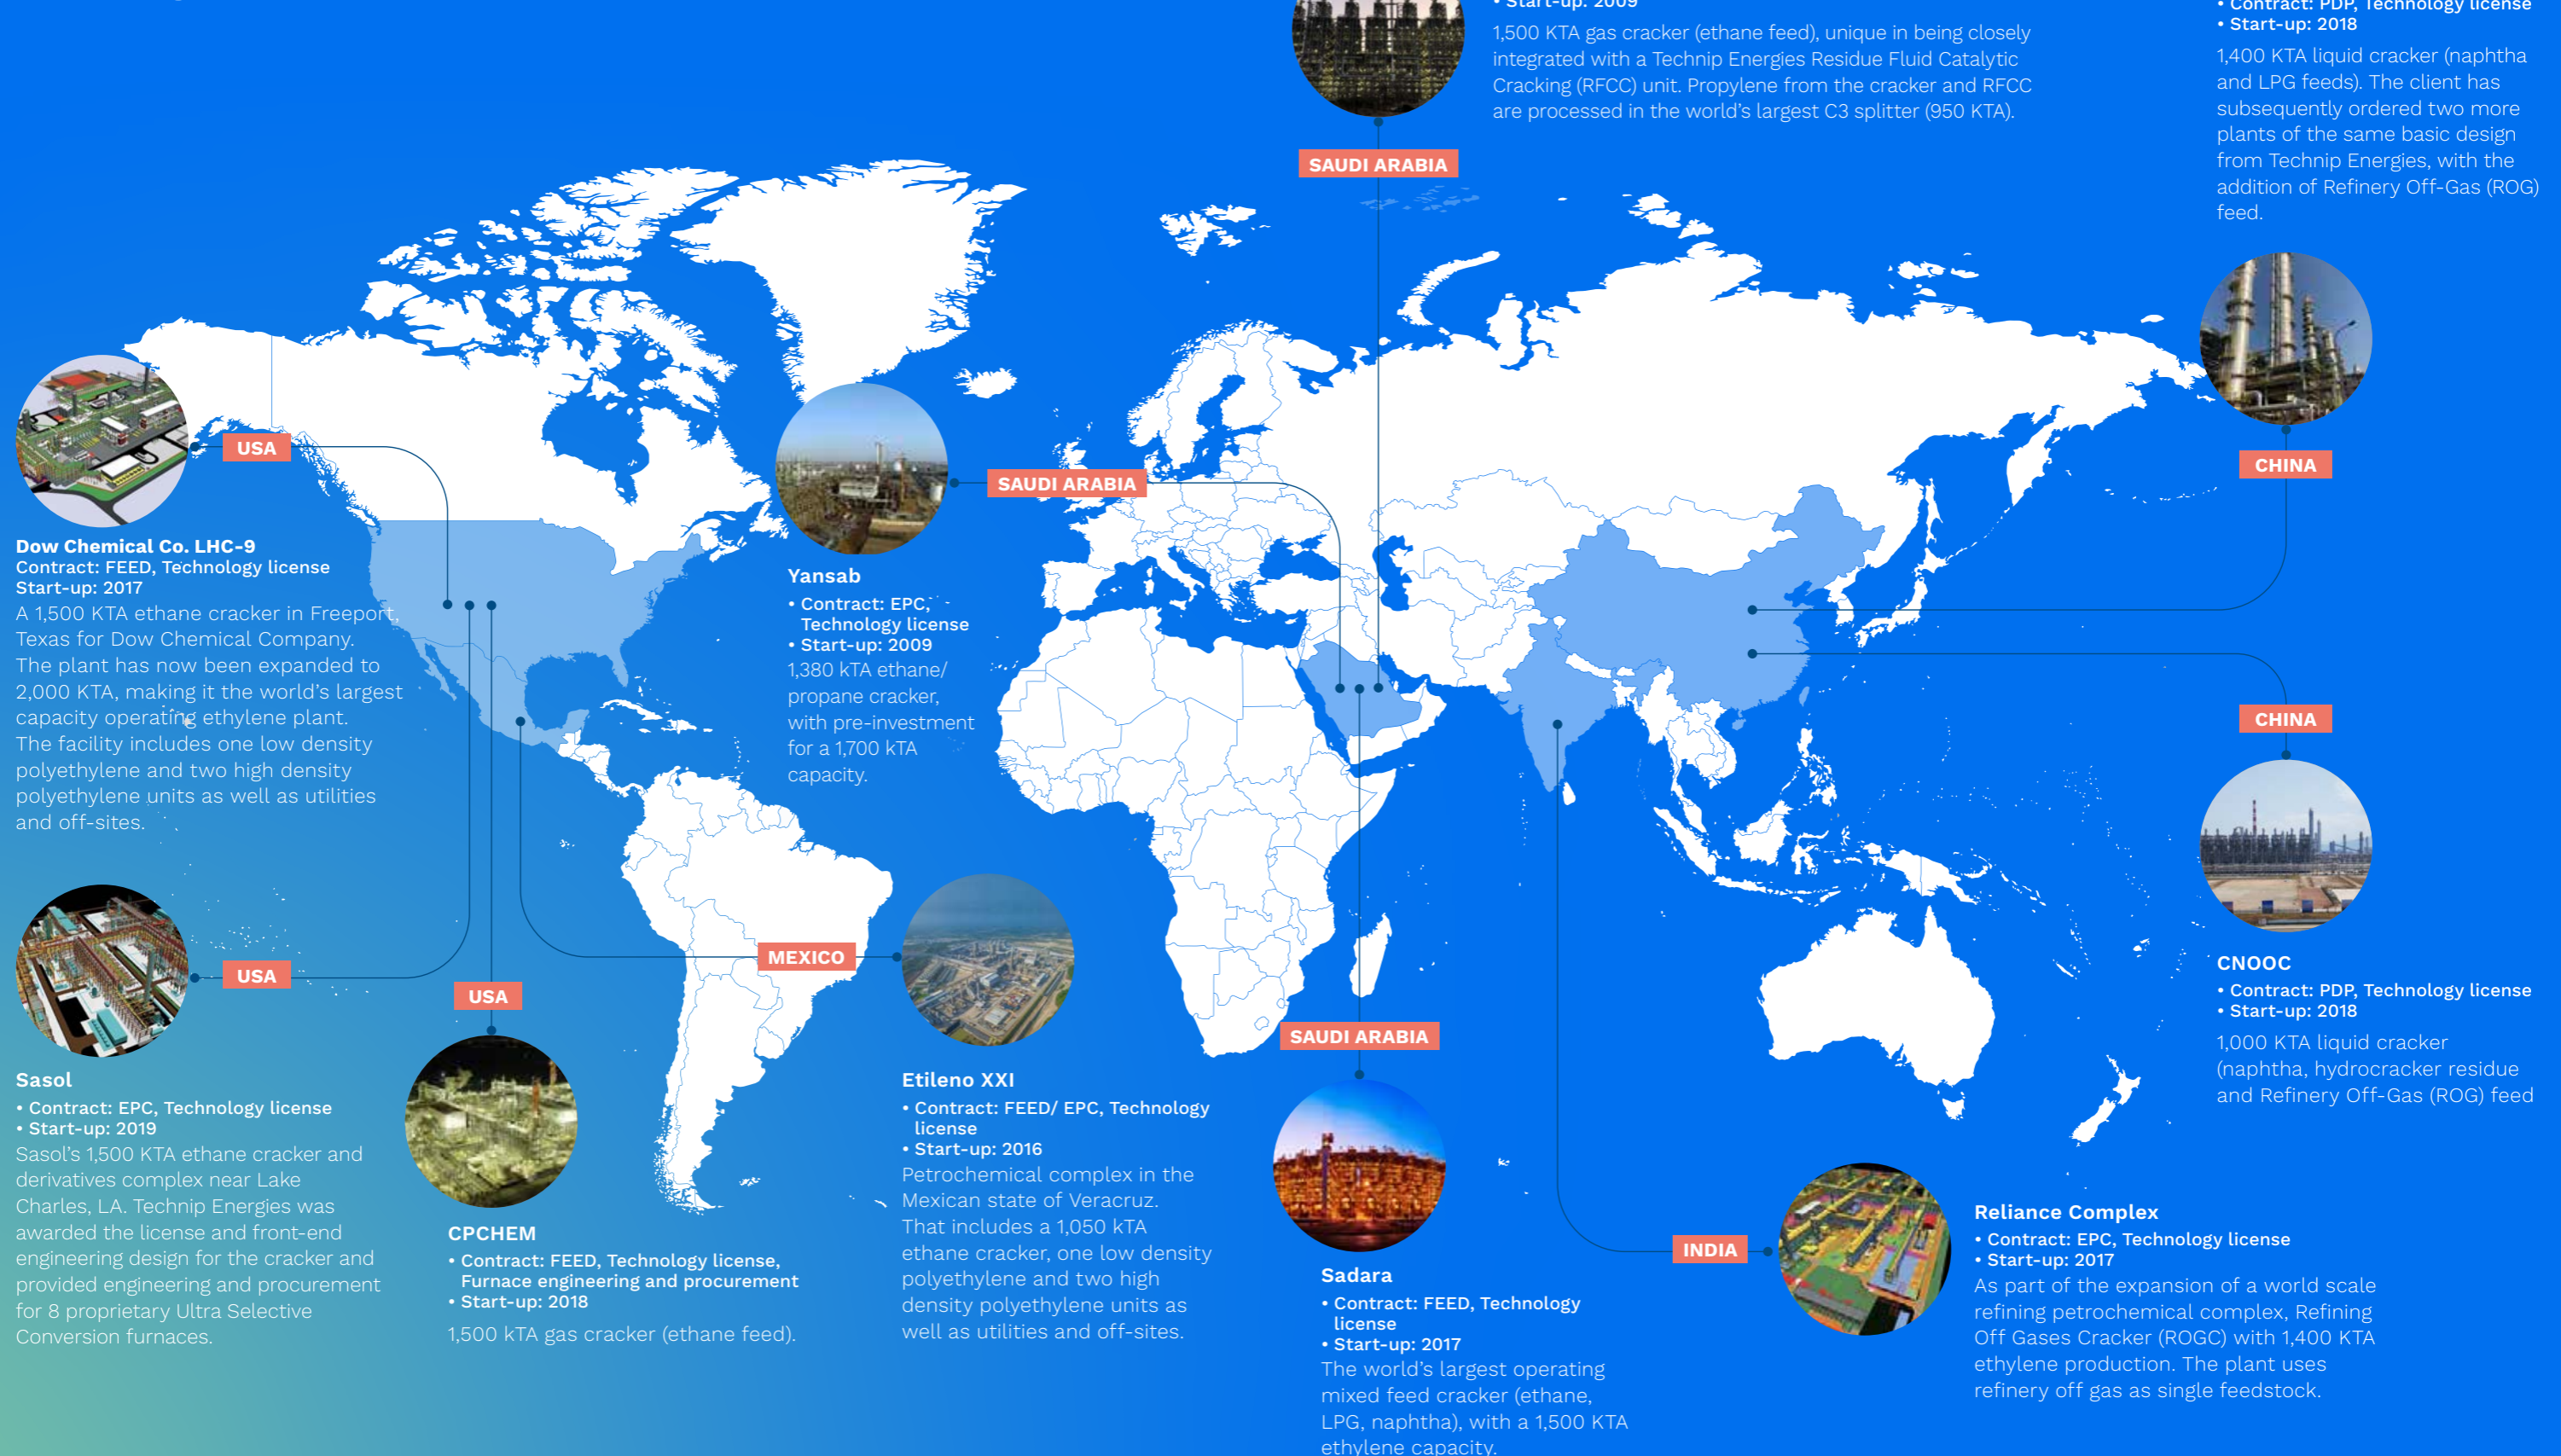 • Start-up: 2009
1,500 KTA gas cracker (ethane feed), unique in being closely
integrated with a Technip Energies Residue Fluid Catalytic
Cracking (RFCC) unit. Propylene from the cracker and RFCC
are processed in the world's largest C3 splitter (950 KTA).
SAUDI ARABIA
• Contract: PDP, Technology license
• Start-up: 2018
1,400 KTA liquid cracker (naphtha
and LPG feeds). The client has
subsequently ordered two more
plants of the same basic design
from Technip Energies, with the
addition of Refinery Off-Gas (ROG)
feed.
CHINA
USA
Dow Chemical Co. LHC-9
Contract: FEED, Technology license
Start-up: 2017
A 1,500 KTA ethane cracker in Freeport,
Texas for Dow Chemical Company.
The plant has now been expanded to
2,000 KTA, making it the world's largest
capacity operating ethylene plant.
The facility includes one low density
polyethylene and two high density
polyethylene units as well as utilities
and off-sites.
SAUDI ARABIA
Yansab
• Contract: EPC,
Technology license
• Start-up: 2009
1,380 kTA ethane/
propane cracker,
with pre-investment
for a 1,700 kTA
capacity.
CHINA
CNOOC
• Contract: PDP, Technology license
• Start-up: 2018
1,000 KTA liquid cracker
(naphtha, hydrocracker residue
and Refinery Off-Gas (ROG) feed
USA
Sasol
• Contract: EPC, Technology license
• Start-up: 2019
Sasol's 1,500 KTA ethane cracker and
derivatives complex near Lake
Charles, LA. Technip Energies was
awarded the license and front-end
engineering design for the cracker and
provided engineering and procurement
for 8 proprietary Ultra Selective
Conversion furnaces.
USA
CPCHEM
• Contract: FEED, Technology license,
Furnace engineering and procurement
• Start-up: 2018
1,500 kTA gas cracker (ethane feed).
MEXICO
Etileno XXI
• Contract: FEED/ EPC, Technology
license
• Start-up: 2016
Petrochemical complex in the
Mexican state of Veracruz.
That includes a 1,050 kTA
ethane cracker, one low density
polyethylene and two high
density polyethylene units as
well as utilities and off-sites.
SAUDI ARABIA
Sadara
• Contract: FEED, Technology
license
• Start-up: 2017
The world's largest operating
mixed feed cracker (ethane,
LPG, naphtha), with a 1,500 KTA
ethylene capacity.
INDIA
Reliance Complex
• Contract: EPC, Technology license
• Start-up: 2017
As part of the expansion of a world scale
refining petrochemical complex, Refining
Off Gases Cracker (ROGC) with 1,400 KTA
ethylene production. The plant uses
refinery off gas as single feedstock.